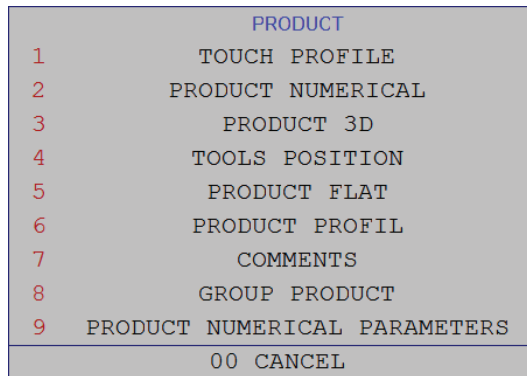 PRODUCT
1 TOUCH PROFILE
2 PRODUCT NUMERICAL
3 PRODUCT 3D
4 TOOLS POSITION
5 PRODUCT FLAT
6 PRODUCT PROFIL
7 COMMENTS
8 GROUP PRODUCT
9 PRODUCT NUMERICAL PARAMETERS
00 CANCEL